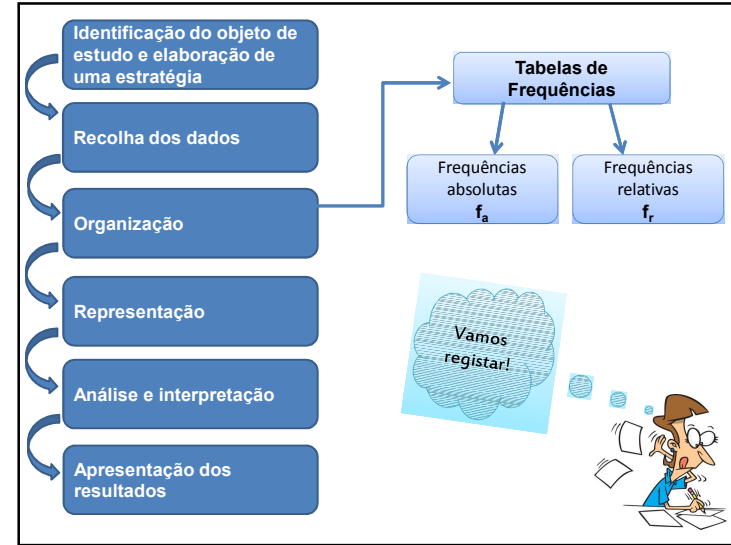 Identificação do objeto de
estudo e elaboração de
uma estratégia
Recolha dos dados
Organização
Representação
Análise e interpretação
Apresentação dos
resultados
Tabelas de
Frequências
Frequências
absolutas
fa
Frequências
relativas
fr
Vamos
registar!